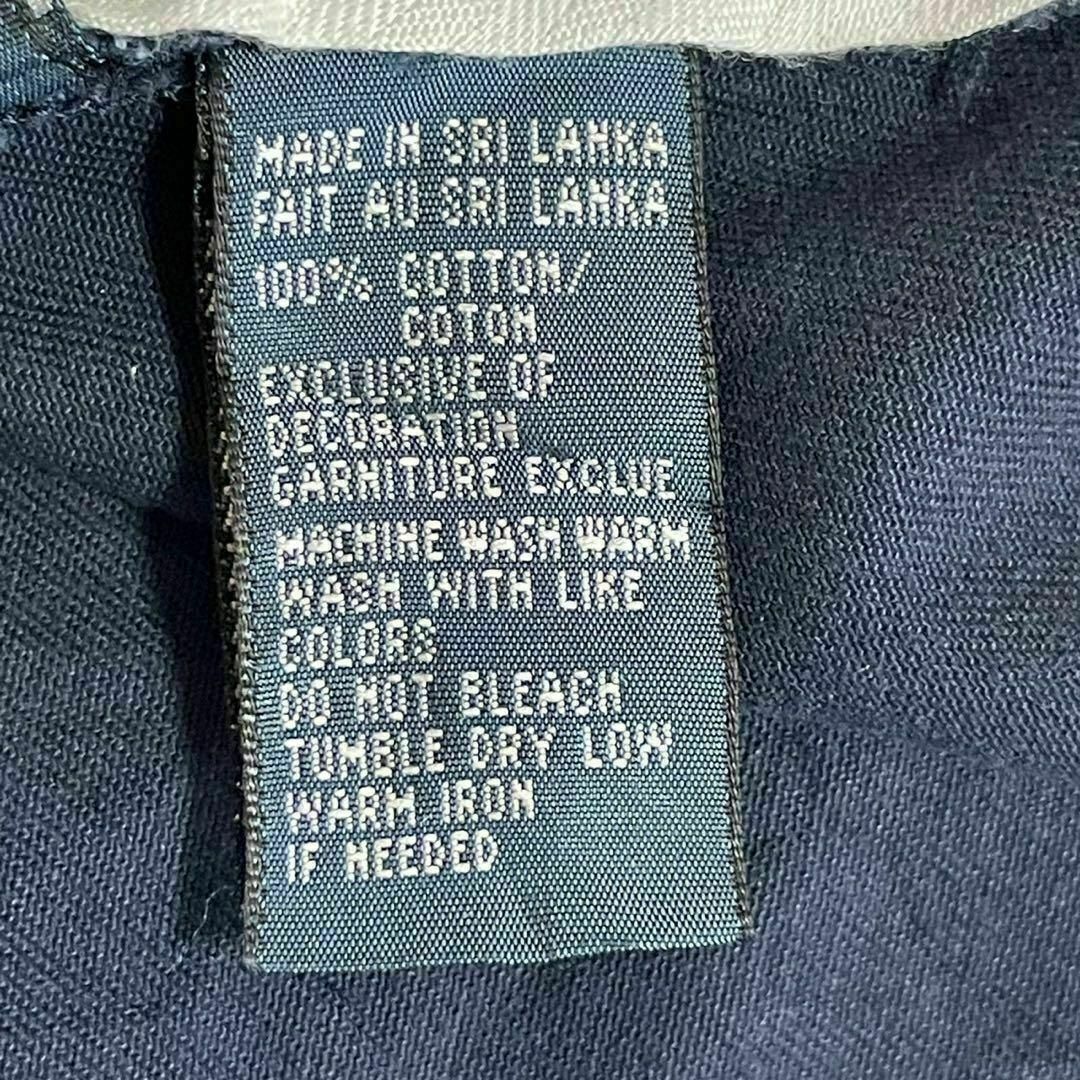 MADE IN SRI LANKA
FAIT AU SRI LANKA
100% COTTON/
COTON
EXCLUSIVE OF
DECORATION
GARNITURE EXCLUE
MACHINE WASH WARM
WASH WITH LIKE
COLORS
DO NOT BLEACH
TUMBLE DRY LOW
WARM IRON
IF NEEDED